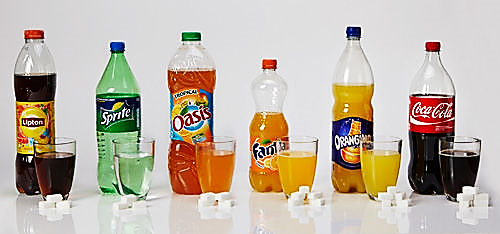 Lipton
Sprite
TROPICAL
Oasis
Fanta
ORANGINA
Coca-Cola